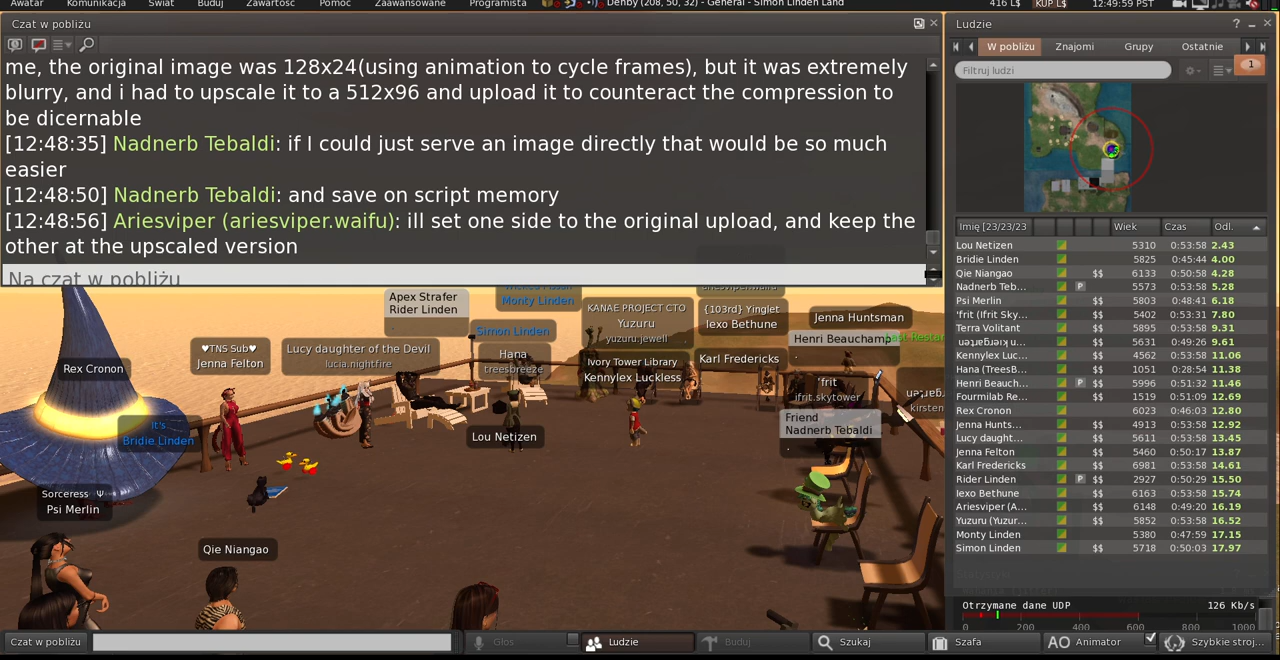 Awatar Komunikacja Świat Buduj Zawartość Pomoc Zaawansowane Programista Denby (208, 50, 32) - General - Simon Linden Land 416 L$ KUP L$ 12:49:59 PST
Czat w pobliżu
me, the original image was 128x24(using animation to cycle frames), but it was extremely
blurry, and i had to upscale it to a 512x96 and upload it to counteract the compression to
be dicernable
[12:48:35] Nadnerb Tebaldi: if I could just serve an image directly that would be so much
easier
[12:48:50] Nadnerb Tebaldi: and save on script memory
[12:48:56] Ariesviper (ariesviper.waifu): ill set one side to the original upload, and keep the
other at the upscaled version
Na czat w pobliżu
Apex Strafer
Rider Linden
Monty Linden
Simon Linden
KANAE PROJECT CTO
Yuzuru
yuzuru.jewell
{103rd} Yinglet
Iexo Bethune
Jenna Huntsman
Henri Beauchamp
Rex Cronon
♥TNS Sub♥
Jenna Felton
Lucy daughter of the Devil
lucia.nightfire
Hana
treesbreeze
Ivory Tower Library
Kennylex Luckless
Karl Fredericks
'frit
ifrit.skytower
It's
Bridie Linden
Lou Netizen
Friend
Nadnerb Tebaldi
Sorceress Ψ
Psi Merlin
Qie Niangao
Ludzie
W pobliżu Znajomi Grupy Ostatnie
Filtruj ludzi
1
Imię [23/23/23 Wiek Czas Odl.
Lou Netizen 5310 0:53:58 2.43
Bridie Linden 5825 0:45:44 4.00
Qie Niangao $$ 6133 0:50:58 4.28
Nadnerb Teb... P 5573 0:53:58 5.28
Psi Merlin $$ 5803 0:48:41 6.18
'frit (Ifrit Sky... $$ 5402 0:53:31 7.80
Terra Volitant $$ 5895 0:53:58 9.31
$$ 5631 0:49:26 9.61
Kennylex Luc... $$ 4562 0:53:58 11.06
Hana (TreesB... $$ 1051 0:28:54 11.38
Henri Beauch... P $$ 5996 0:51:32 11.46
Fourmilab Re... $$ 1519 0:51:09 12.69
Rex Cronon 6023 0:46:03 12.80
Jenna Hunts... $$ 4913 0:53:58 12.92
Lucy daught... $$ 5611 0:53:58 13.45
Jenna Felton $$ 5460 0:50:17 13.87
Karl Fredericks $$ 6981 0:53:58 14.61
Rider Linden P $$ 2927 0:50:29 15.50
Iexo Bethune $$ 6163 0:53:58 15.74
Ariesviper (A... $$ 6148 0:49:20 16.19
Yuzuru (Yuzur... $$ 5852 0:53:58 16.52
Monty Linden 5380 0:47:59 17.15
Simon Linden $$ 5718 0:50:03 17.97
Otrzymane dane UDP 126 Kb/s
0 200 400 600 800 1000
Czat w pobliżu Głos Ludzie Buduj Szukaj Szafa AO Animator Szybkie stroj...